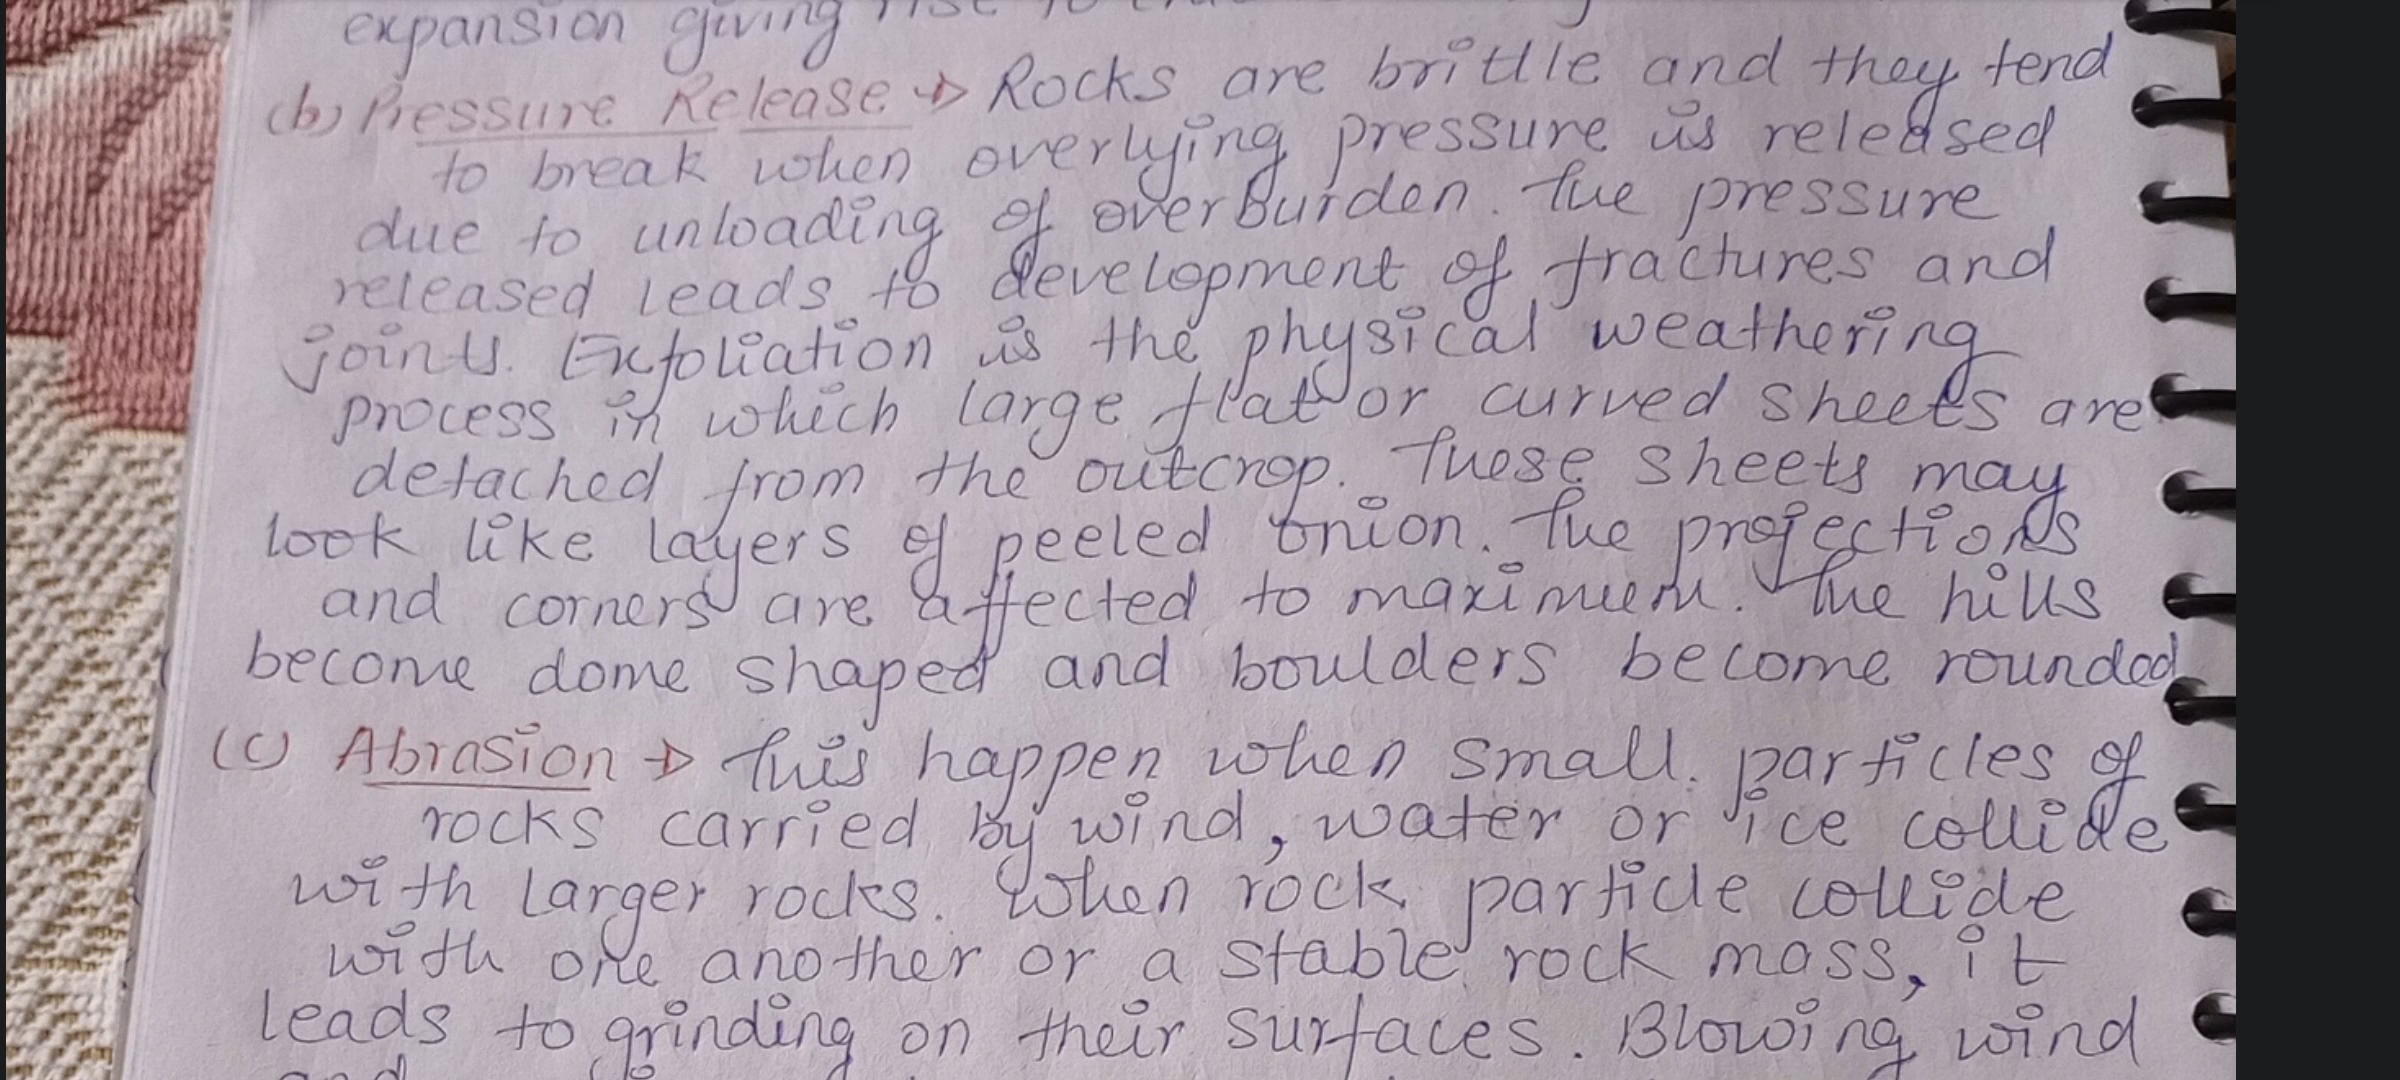 expansion giving rise to
(b) Pressure Release → Rocks are brittle and they tend
to break when overlying pressure is released
due to unloading of overburden. The pressure
released leads to development of fractures and
joints. Exfoliation is the physical weathering
process in which large flat or curved sheets are
detached from the outcrop. These sheets may
look like layers of peeled onion. The projections
and corners are affected to maximum. The hills
become dome shaped and boulders become rounded
(c) Abrasion → This happen when small particles of
rocks carried by wind, water or ice collide
with larger rocks. When rock particle collide
with one another or a stable rock mass, it
leads to grinding on their surfaces. Blowing wind
and